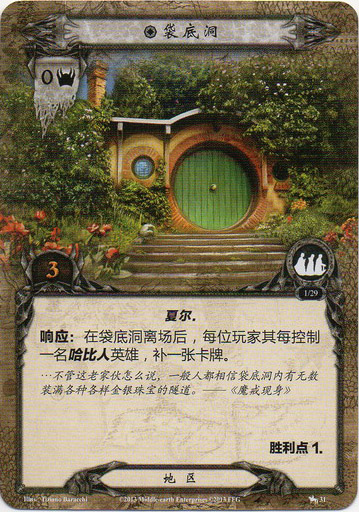 袋底洞
0
3
1/29
夏尔.
响应：在袋底洞离场后，每位玩家其每控制
一名哈比人英雄，补一张卡牌。
…不管这老家伙怎么说，一般人都相信袋底洞内有无数
装满各种各样金银珠宝的隧道。——《魔戒现身》
胜利点 1.
地区
Illus. Tiziano Baracchi
©2013 Middle-earth Enterprises ©2013 FFG
31